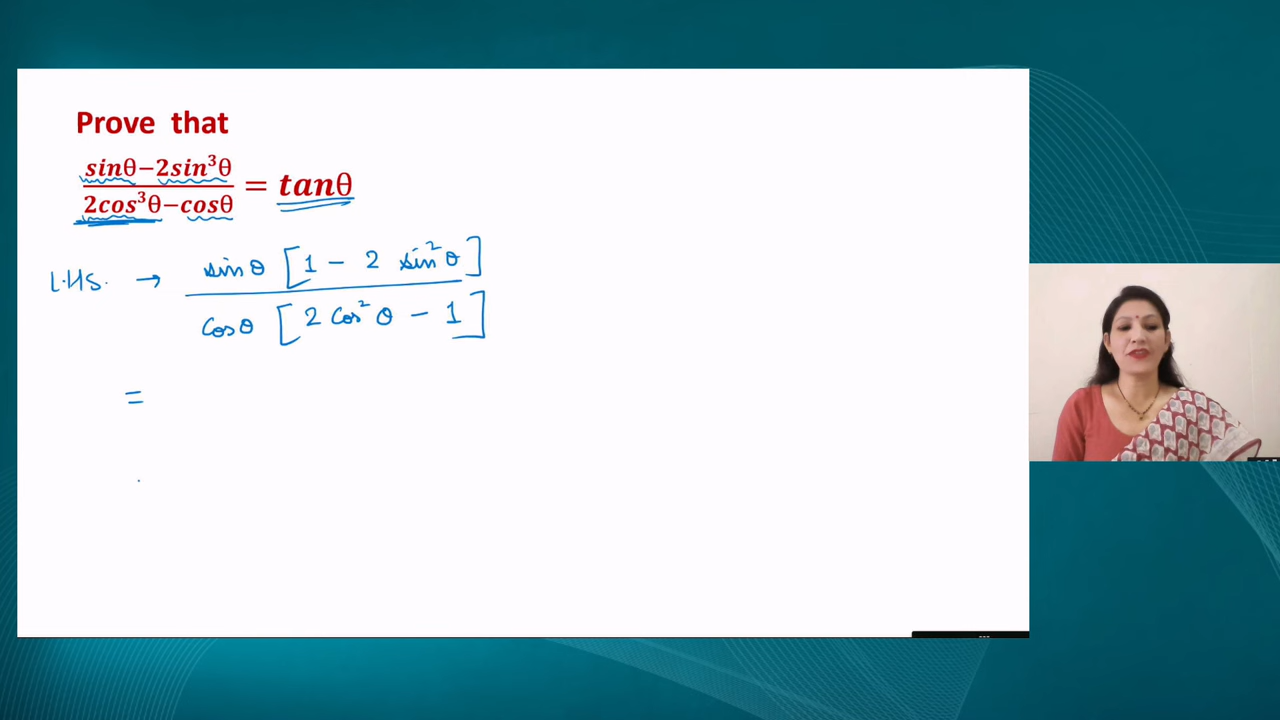 Prove that
sinθ−2sin³θ
2cos³θ−cosθ
= tanθ
L.H.S. → sinθ [1 − 2 sin²θ]
cosθ [2 cos²θ − 1]
=